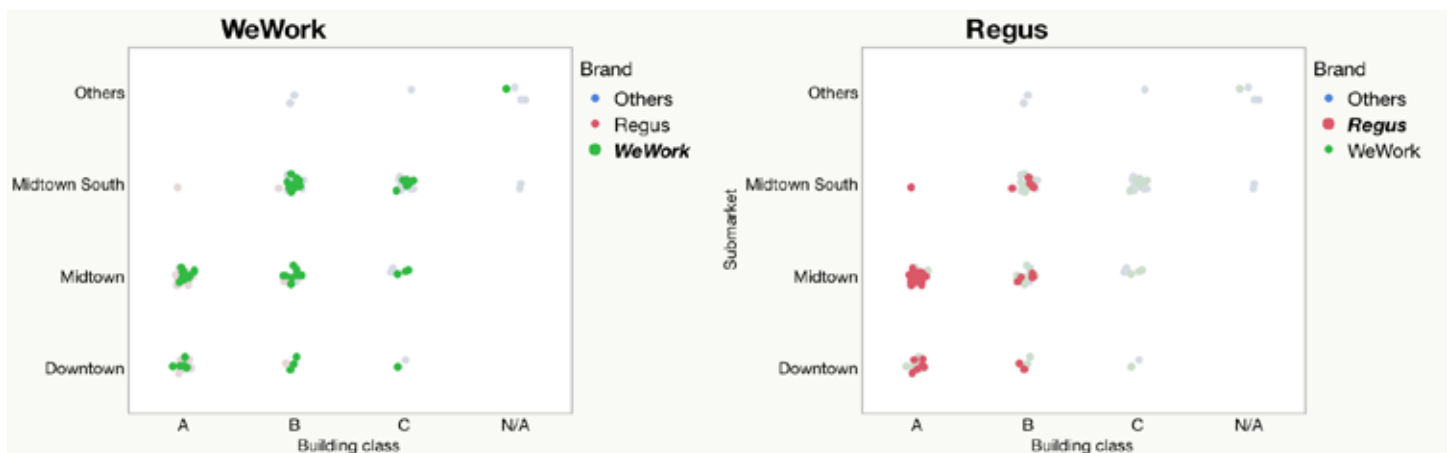 WeWork
Others
Midtown South
Midtown
Downtown
A B C N/A
Building class
Brand
Others
Regus
WeWork
Regus
Submarket
Others
Midtown South
Midtown
Downtown
A B C N/A
Building class
Brand
Others
Regus
WeWork